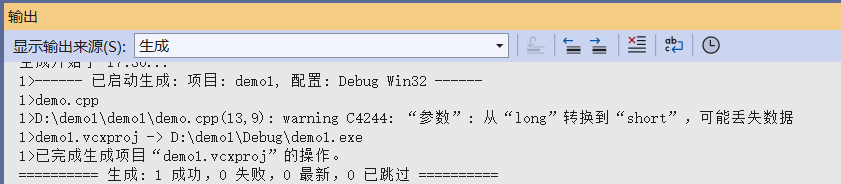 输出
显示输出来源(S): 生成
1>------ 已启动生成: 项目: demo1, 配置: Debug Win32 ------
1>demo.cpp
1>D:\demo1\demo1\demo.cpp(13,9): warning C4244: “参数”: 从“long”转换到“short”，可能丢失数据
1>demo1.vcxproj -> D:\demo1\Debug\demo1.exe
1>已完成生成项目“demo1.vcxproj”的操作。
========== 生成: 1 成功，0 失败，0 最新，0 已跳过 ==========